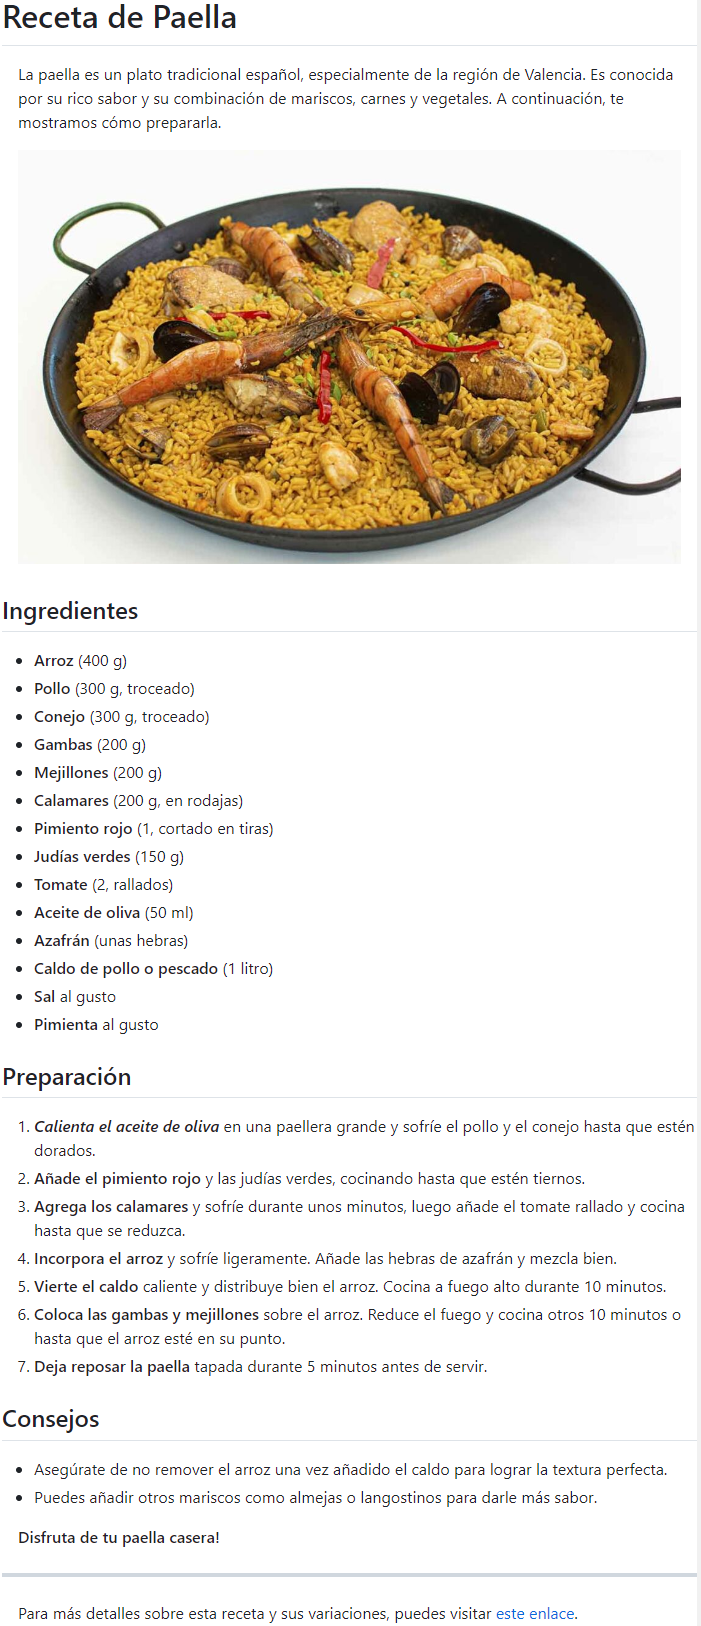 Receta de Paella
La paella es un plato tradicional español, especialmente de la región de Valencia. Es conocida
por su rico sabor y su combinación de mariscos, carnes y vegetales. A continuación, te
mostramos cómo prepararla.
Ingredientes
• Arroz (400 g)
• Pollo (300 g, troceado)
• Conejo (300 g, troceado)
• Gambas (200 g)
• Mejillones (200 g)
• Calamares (200 g, en rodajas)
• Pimiento rojo (1, cortado en tiras)
• Judías verdes (150 g)
• Tomate (2, rallados)
• Aceite de oliva (50 ml)
• Azafrán (unas hebras)
• Caldo de pollo o pescado (1 litro)
• Sal al gusto
• Pimienta al gusto
Preparación
1. Calienta el aceite de oliva en una paellera grande y sofríe el pollo y el conejo hasta que estén
dorados.
2. Añade el pimiento rojo y las judías verdes, cocinando hasta que estén tiernos.
3. Agrega los calamares y sofríe durante unos minutos, luego añade el tomate rallado y cocina
hasta que se reduzca.
4. Incorpora el arroz y sofríe ligeramente. Añade las hebras de azafrán y mezcla bien.
5. Vierte el caldo caliente y distribuye bien el arroz. Cocina a fuego alto durante 10 minutos.
6. Coloca las gambas y mejillones sobre el arroz. Reduce el fuego y cocina otros 10 minutos o
hasta que el arroz esté en su punto.
7. Deja reposar la paella tapada durante 5 minutos antes de servir.
Consejos
• Asegúrate de no remover el arroz una vez añadido el caldo para lograr la textura perfecta.
• Puedes añadir otros mariscos como almejas o langostinos para darle más sabor.
Disfruta de tu paella casera!
Para más detalles sobre esta receta y sus variaciones, puedes visitar este enlace.